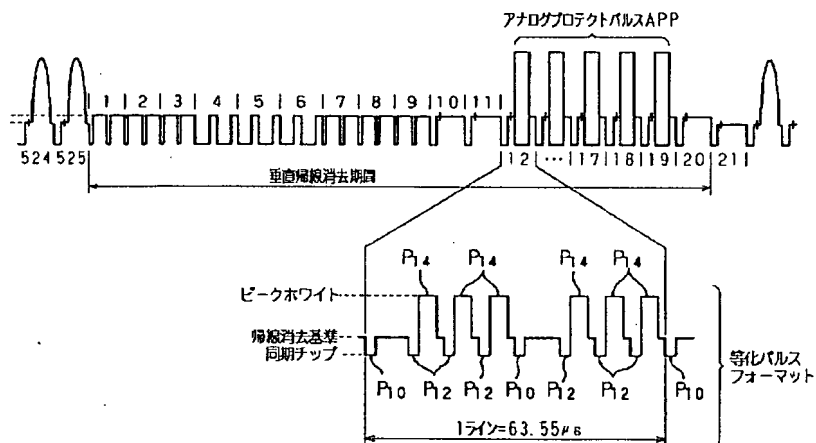 アナログプロテクトパルスAPP
1 2 3 4 5 6 7 8 9 10 11
524 525
12 ... 17 18 19 20 21
垂直帰線消去期間
P14 P14 P14 P14
ピークホワイト
帰線消去基準
同期チップ
P10 P12 P12 P10 P12 P12 P10
等化パルス
フォーマット
1ライン=63.55μs